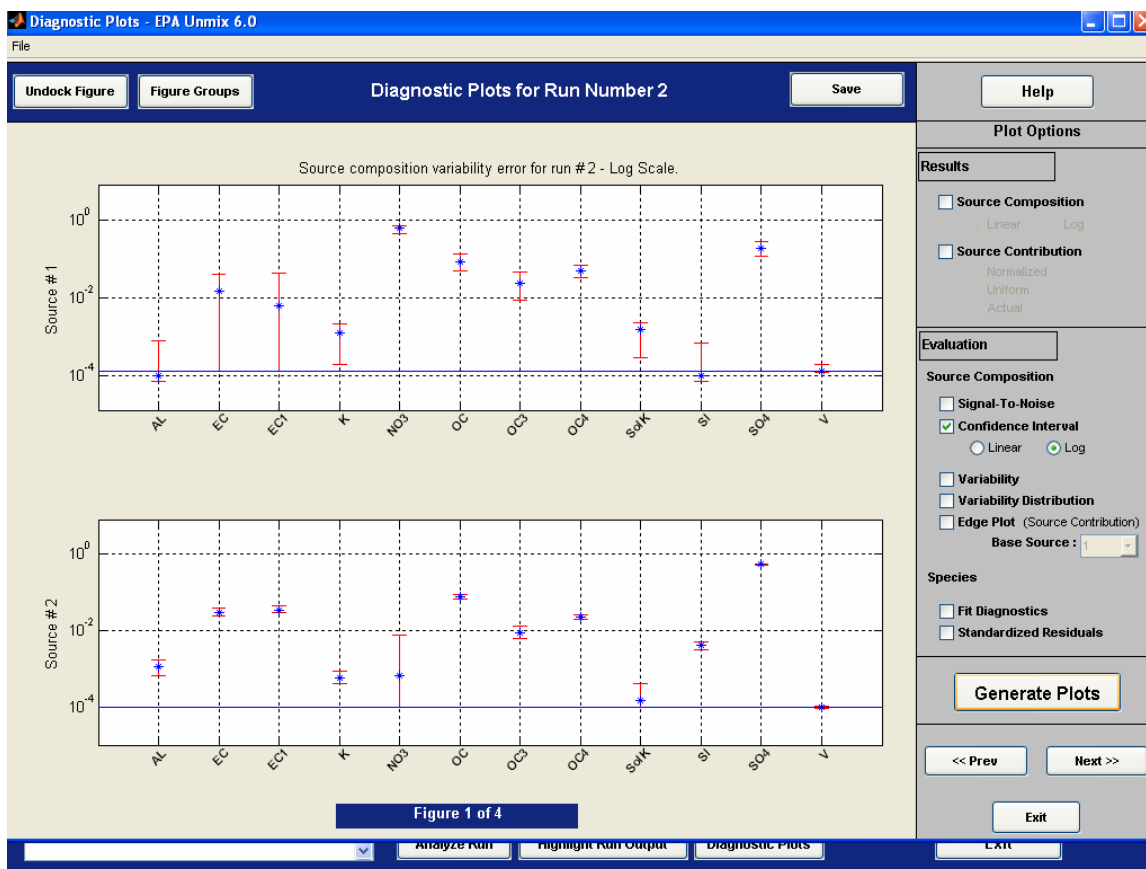 Diagnostic Plots - EPA Unmix 6.0
File
Undock Figure
Figure Groups
Diagnostic Plots for Run Number 2
Save
Source composition variability error for run #2 - Log Scale.
Source #1
10^0
10^-2
10^-4
AL EC EC1 K NO3 OC OC3 OC4 SolK SI SO4 V
Source #2
10^0
10^-2
10^-4
AL EC EC1 K NO3 OC OC3 OC4 SolK SI SO4 V
Figure 1 of 4
Help
Plot Options
Results
Source Composition
Linear Log
Source Contribution
Normalized
Uniform
Actual
Evaluation
Source Composition
Signal-To-Noise
Confidence Interval
Linear Log
Variability
Variability Distribution
Edge Plot (Source Contribution)
Base Source : 1
Species
Fit Diagnostics
Standardized Residuals
Generate Plots
<< Prev Next >>
Exit
Analyze Run Highlight Run Output Diagnostic Plots Exit